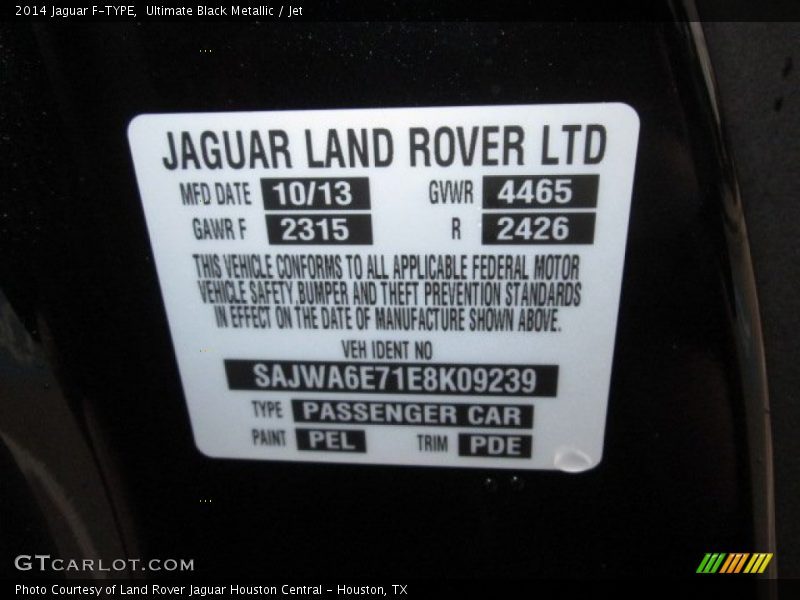 2014 Jaguar F-TYPE, Ultimate Black Metallic / Jet
JAGUAR LAND ROVER LTD
MFD DATE 10/13 GVWR 4465
GAWR F 2315 R 2426
THIS VEHICLE CONFORMS TO ALL APPLICABLE FEDERAL MOTOR
VEHICLE SAFETY,BUMPER AND THEFT PREVENTION STANDARDS
IN EFFECT ON THE DATE OF MANUFACTURE SHOWN ABOVE.
VEH IDENT NO
SAJWA6E71E8K09239
TYPE PASSENGER CAR
PAINT PEL TRIM PDE
GTCARLOT.COM
Photo Courtesy of Land Rover Jaguar Houston Central - Houston, TX